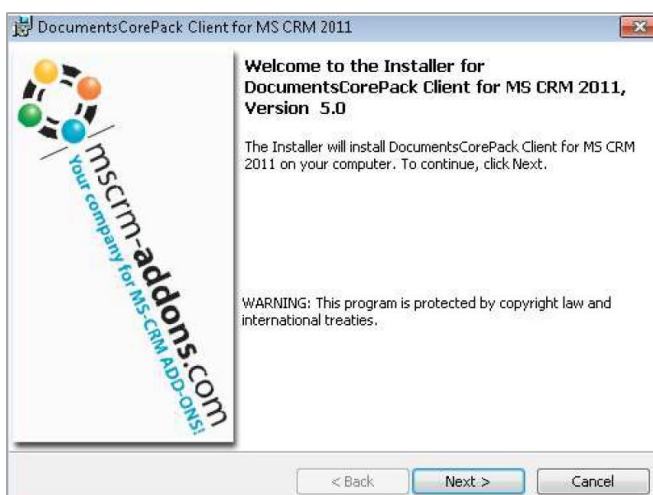 DocumentsCorePack Client for MS CRM 2011
Welcome to the Installer for
DocumentsCorePack Client for MS CRM 2011,
Version 5.0
The Installer will install DocumentsCorePack Client for MS CRM
2011 on your computer. To continue, click Next.
mscrm-addons.com
Your company for MS-CRM ADD-ONS!
WARNING: This program is protected by copyright law and
international treaties.
< Back
Next >
Cancel